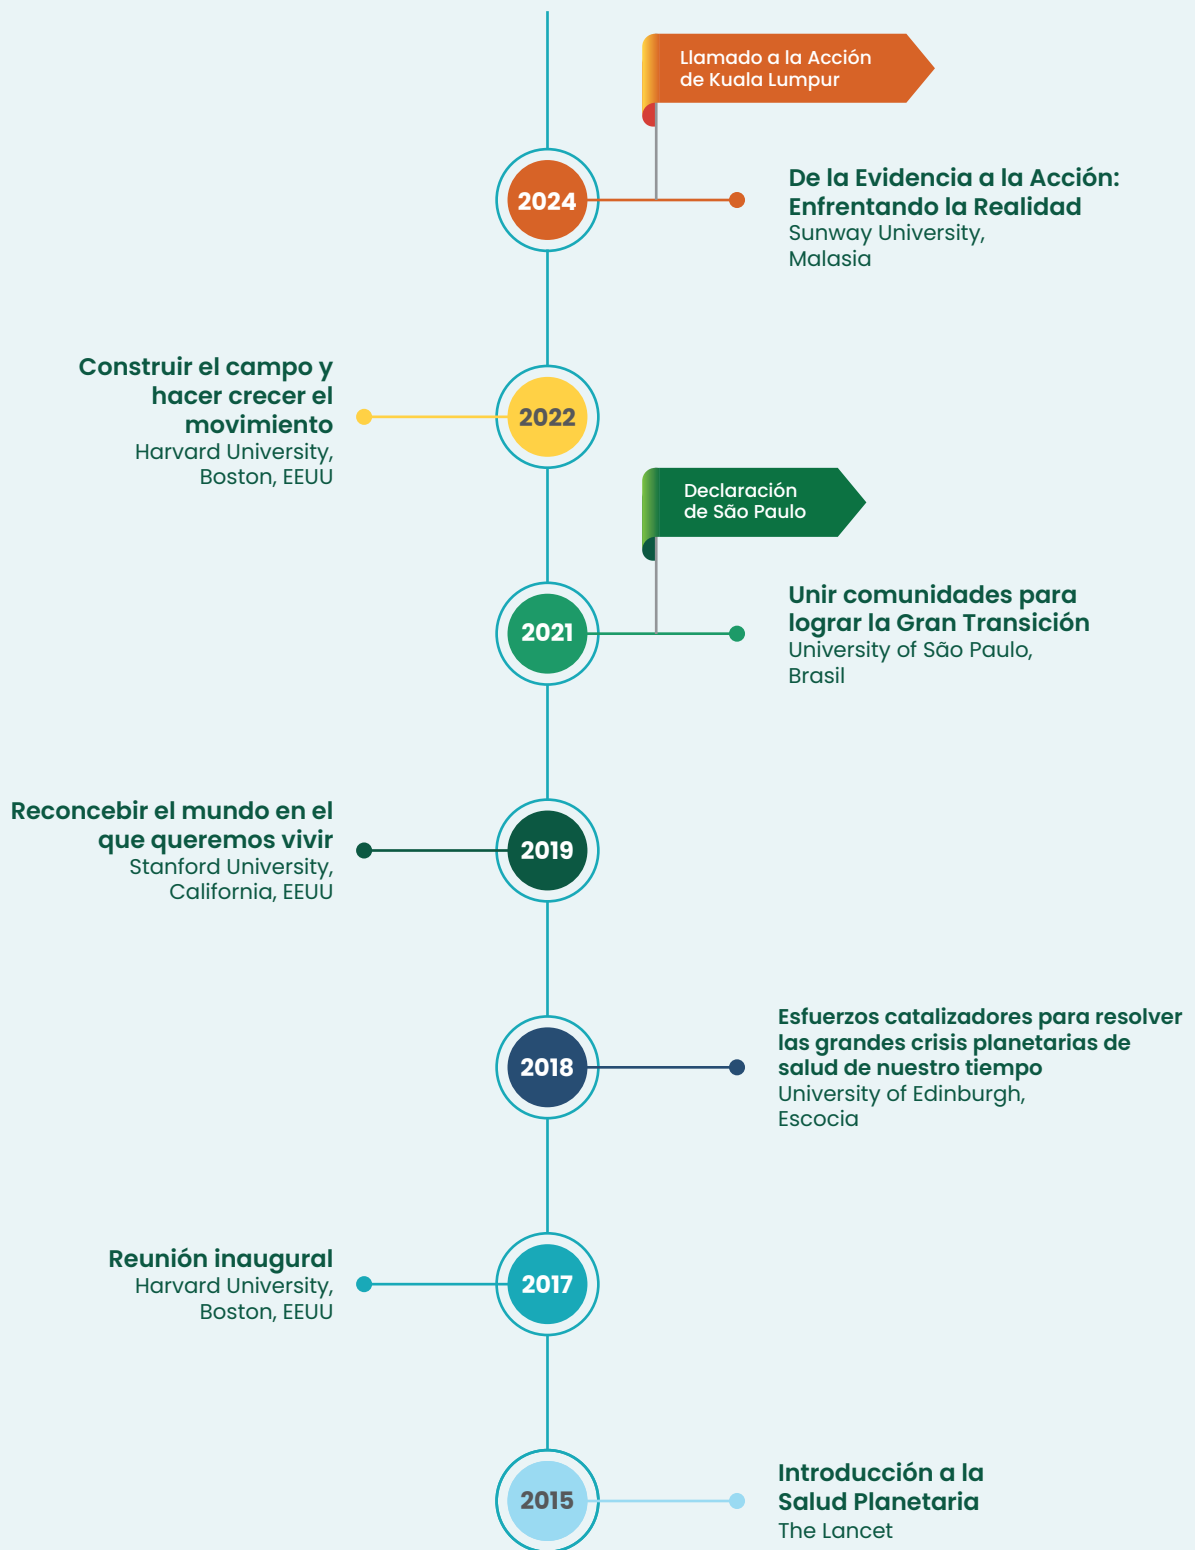 Llamado a la Acción
de Kuala Lumpur
2024
De la Evidencia a la Acción:
Enfrentando la Realidad
Sunway University,
Malasia
Construir el campo y
hacer crecer el
movimiento
Harvard University,
Boston, EEUU
2022
Declaración
de São Paulo
2021
Unir comunidades para
lograr la Gran Transición
University of São Paulo,
Brasil
Reconcebir el mundo en el
que queremos vivir
Stanford University,
California, EEUU
2019
2018
Esfuerzos catalizadores para resolver
las grandes crisis planetarias de
salud de nuestro tiempo
University of Edinburgh,
Escocia
Reunión inaugural
Harvard University,
Boston, EEUU
2017
2015
Introducción a la
Salud Planetaria
The Lancet